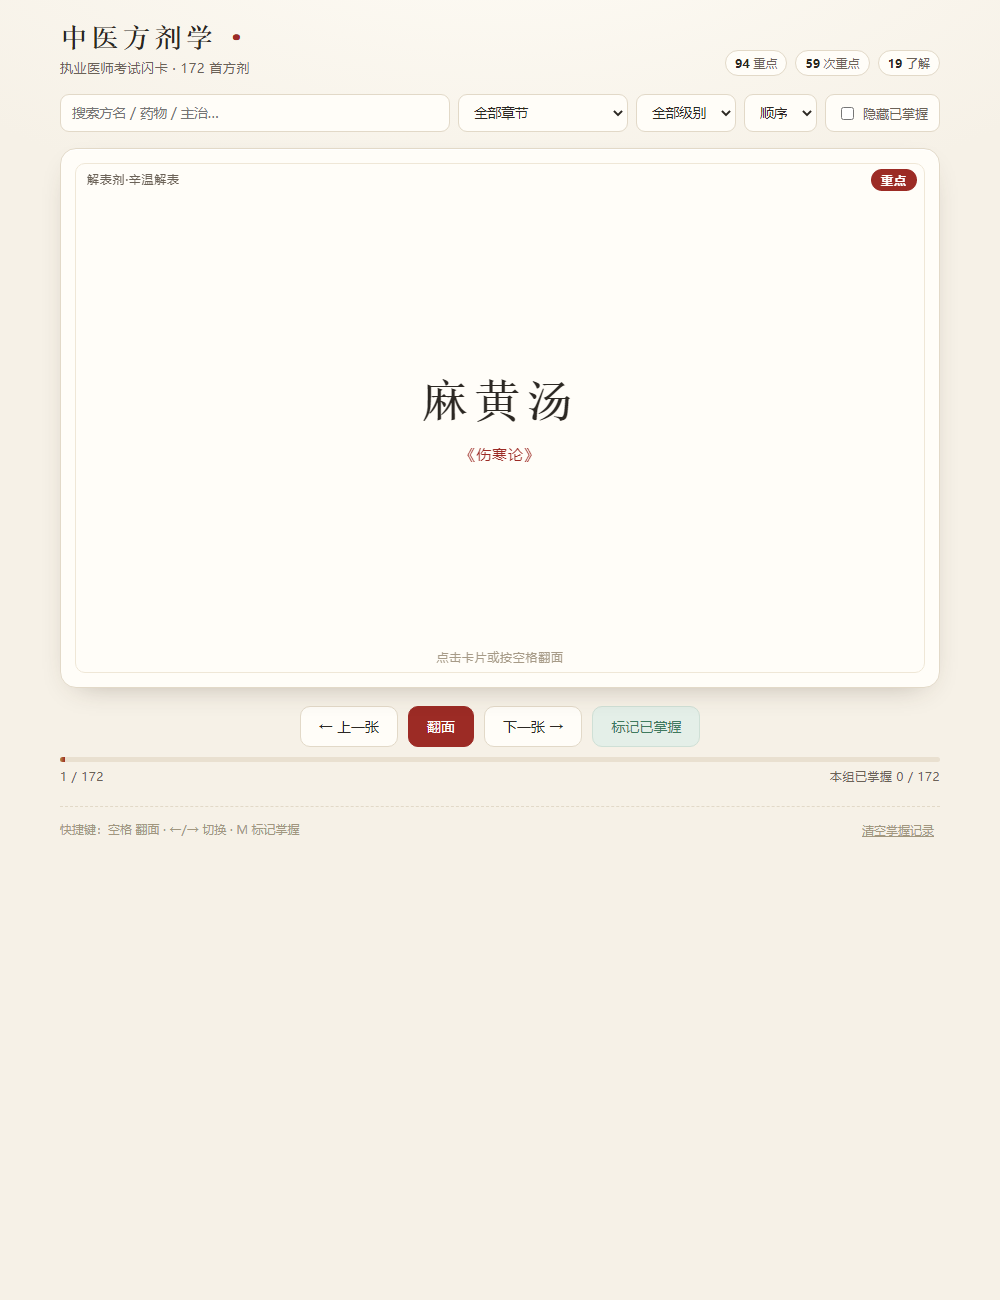 中医方剂学
执业医师考试闪卡 · 172 首方剂
94 重点 59 次重点 19 了解
搜索方名 / 药物 / 主治... 全部章节 全部级别 顺序 隐藏已掌握
解表剂·辛温解表 重点
麻黄汤
《伤寒论》
点击卡片或按空格翻面
← 上一张 翻面 下一张 → 标记已掌握
1 / 172 本组已掌握 0 / 172
快捷键：空格 翻面 · ←/→ 切换 · M 标记掌握 清空掌握记录